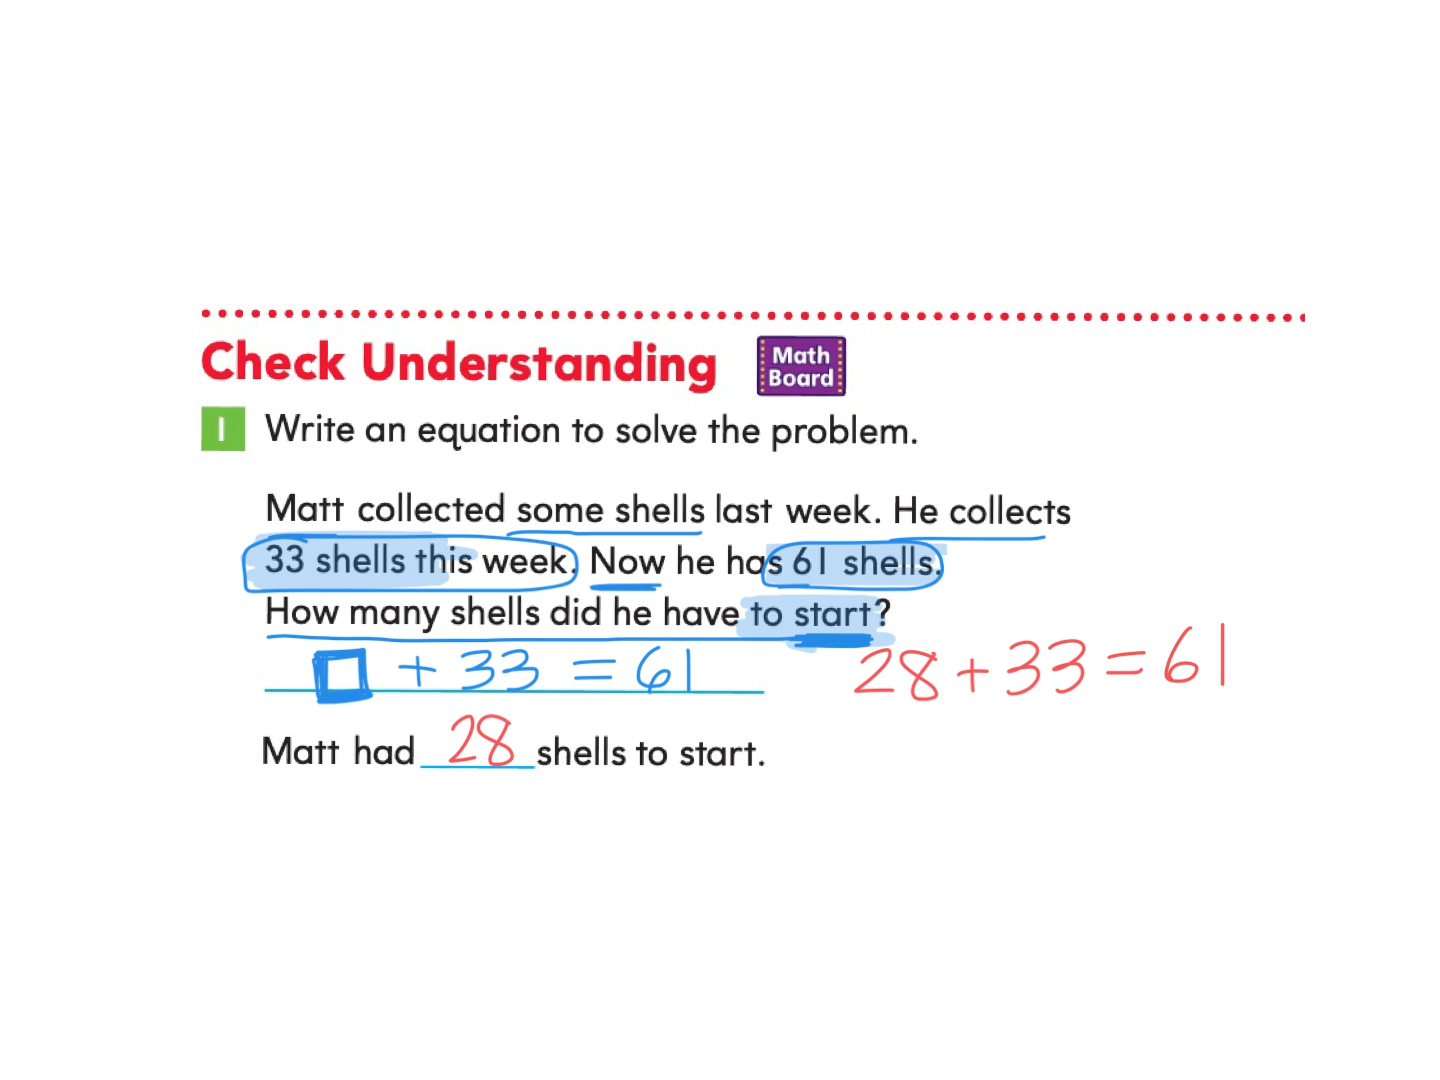 Check Understanding
Math
Board
1 Write an equation to solve the problem.
Matt collected some shells last week. He collects
33 shells this week. Now he has 61 shells.
How many shells did he have to start?
□ + 33 = 61
28 + 33 = 61
Matt had 28 shells to start.